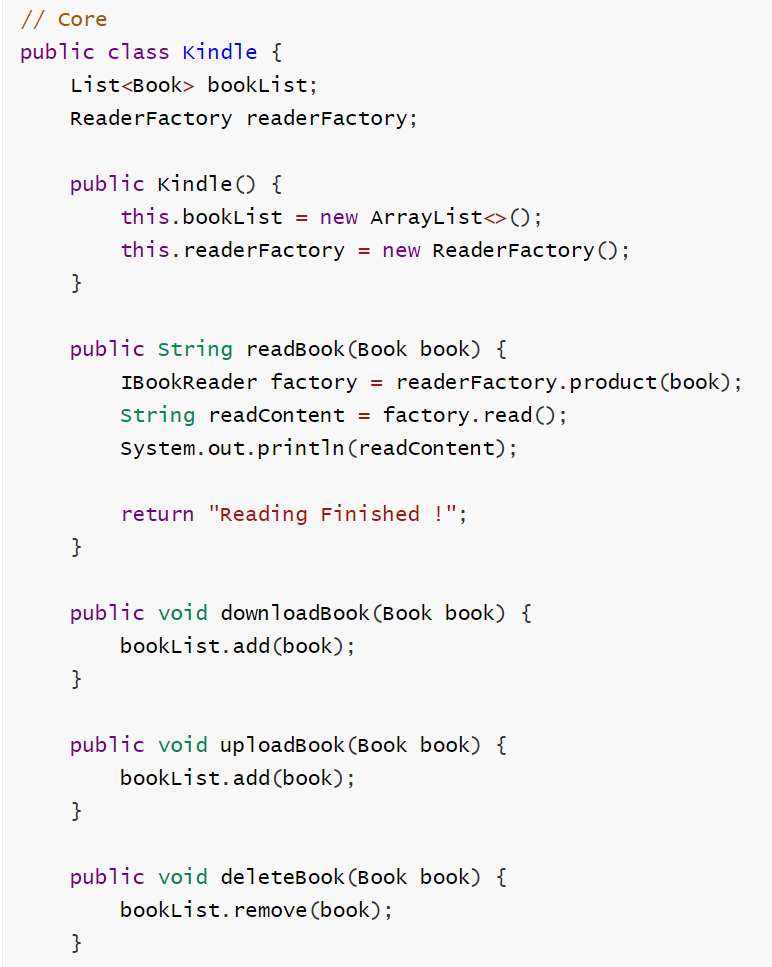 // Core
public class Kindle {
    List<Book> bookList;
    ReaderFactory readerFactory;

    public Kindle() {
        this.bookList = new ArrayList<>();
        this.readerFactory = new ReaderFactory();
    }

    public String readBook(Book book) {
        IBookReader factory = readerFactory.product(book);
        String readContent = factory.read();
        System.out.println(readContent);

        return "Reading Finished !";
    }

    public void downloadBook(Book book) {
        bookList.add(book);
    }

    public void uploadBook(Book book) {
        bookList.add(book);
    }

    public void deleteBook(Book book) {
        bookList.remove(book);
    }